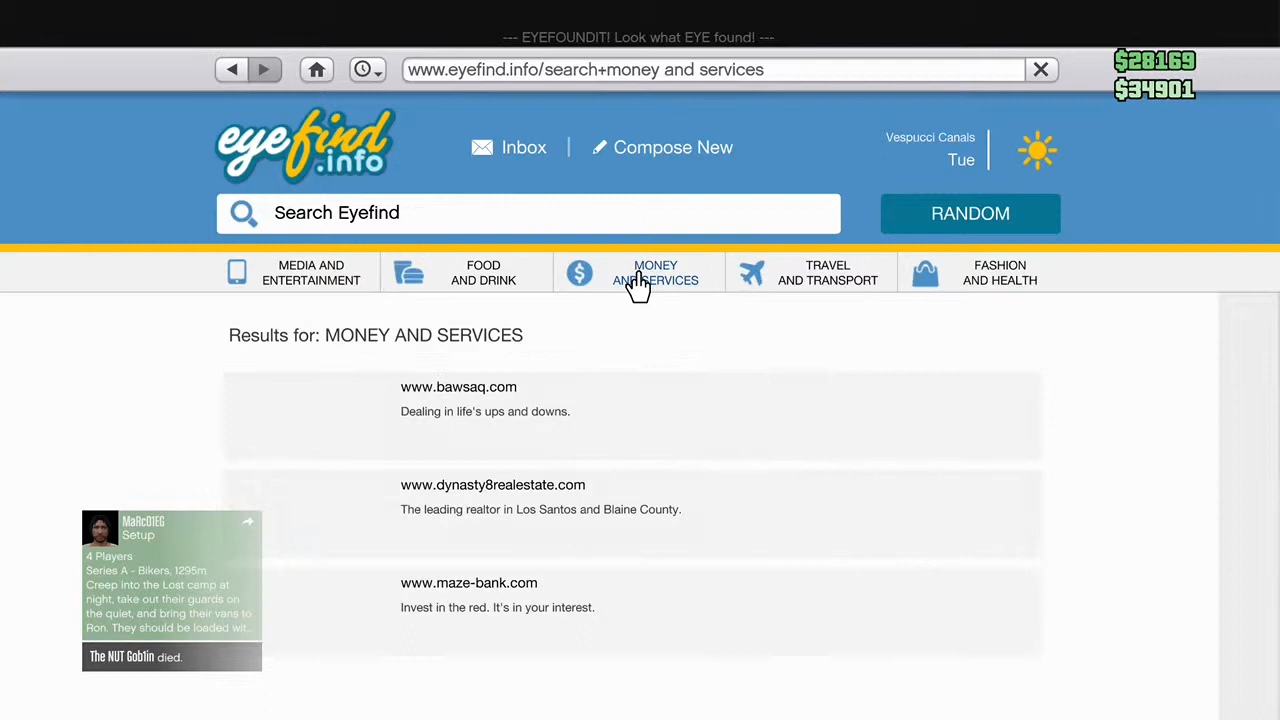 --- EYEFOUNDIT! Look what EYE found! ---
www.eyefind.info/search+money and services
$28169
$34901
eyefind
.info
Inbox
Compose New
Vespucci Canals
Tue
Search Eyefind
RANDOM
MEDIA AND
ENTERTAINMENT
FOOD
AND DRINK
MONEY
AND SERVICES
TRAVEL
AND TRANSPORT
FASHION
AND HEALTH
Results for: MONEY AND SERVICES
www.bawsaq.com
Dealing in life's ups and downs.
www.dynasty8realestate.com
The leading realtor in Los Santos and Blaine County.
www.maze-bank.com
Invest in the red. It's in your interest.
MaRcO1EG
Setup
4 Players
Series A - Bikers, 1295m
Creep into the Lost camp at
night, take out their guards on
the quiet, and bring their vans to
Ron. They should be loaded wit...
The NUT Gob1in died.